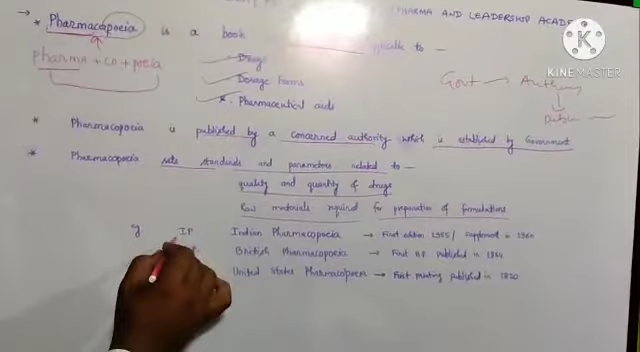 PHARMA AND LEADERSHIP ACADE
KINEMASTER
→ * Pharmacopoeia is a book applicable to —
Pharma + co + poeia
Drugs
Dosage Forms
* Pharmaceutical aids
Govt → Authority
* Pharmacopoeia is published by a concerned authority which is established by Government
* Pharmacopoeia sets standards and parameters related to —
quality and quantity of drugs
Raw materials required for preparation of formulations
IP Indian Pharmacopoeia → First edition 1955/ Supplement in 1960
British Pharmacopoeia → First BP published in 1864
United States Pharmacopoeia → First printing published in 1820